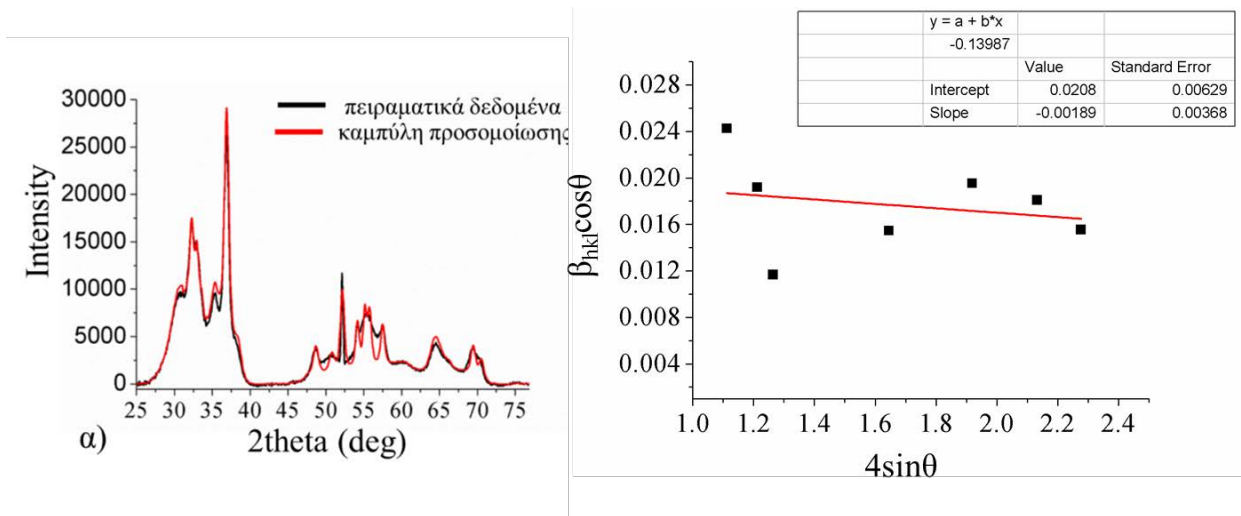 30000
25000
20000
15000
10000
5000
0
Intensity
πειραματικά δεδομένα
καμπύλη προσομοίωσης
25 30 35 40 45 50 55 60 65 70 75
α)
2theta (deg)
y = a + b*x
-0.13987
Value Standard Error
Intercept 0.0208 0.00629
Slope -0.00189 0.00368
0.028
0.024
0.020
0.016
0.012
0.008
0.004
βhklcosθ
1.0 1.2 1.4 1.6 1.8 2.0 2.2 2.4
4sinθ